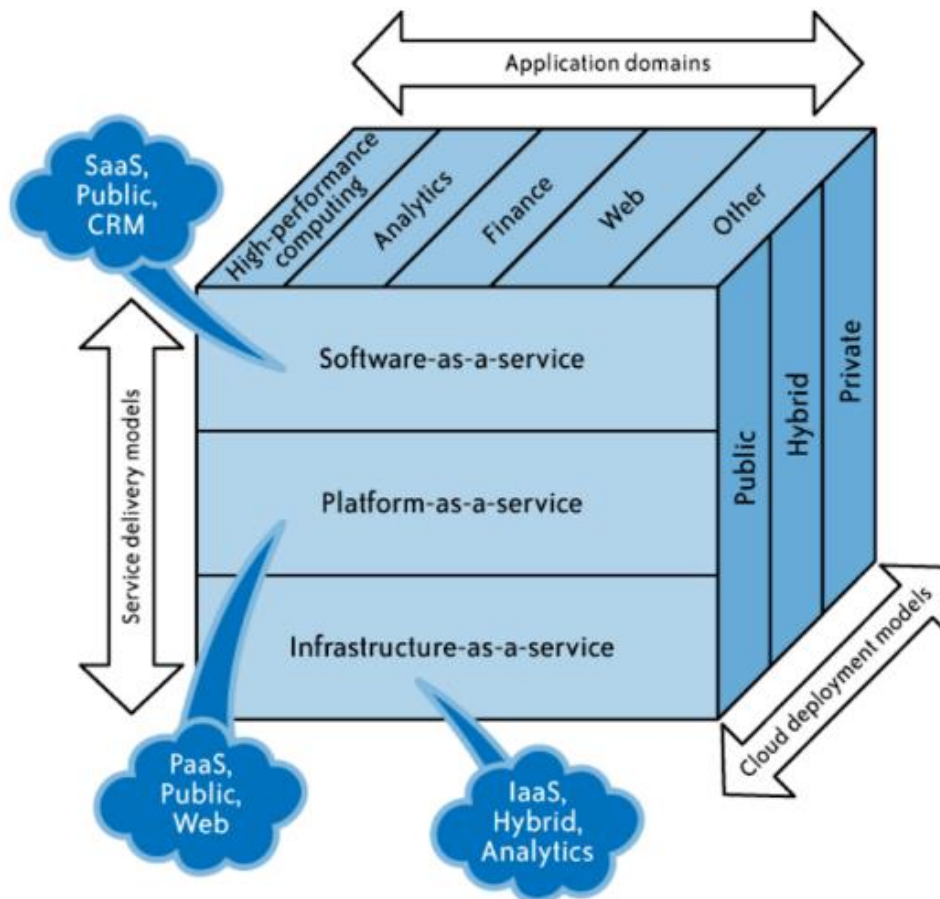 Application domains
SaaS,
Public,
CRM
High-performance
computing
Analytics
Finance
Web
Other
Service delivery models
Software-as-a-service
Platform-as-a-service
Infrastructure-as-a-service
Public
Hybrid
Private
Cloud deployment models
PaaS,
Public,
Web
IaaS,
Hybrid,
Analytics